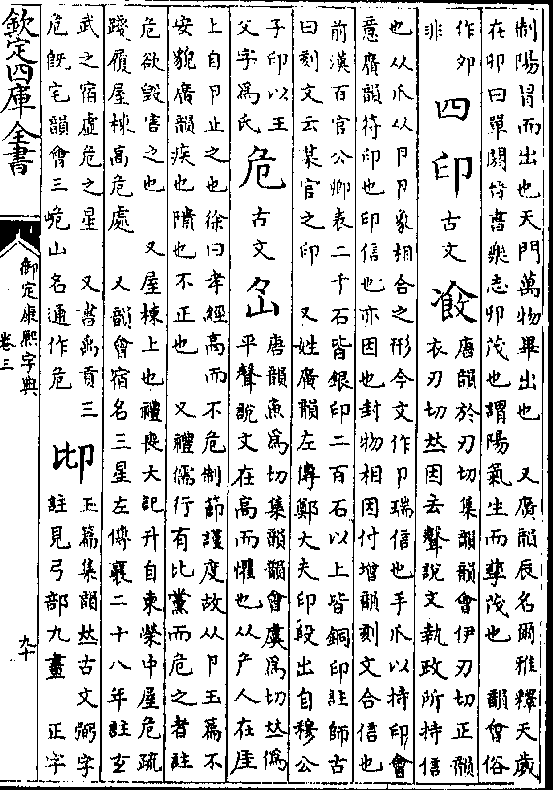 制陽冒而出也天門萬物畢出也 又廣韻辰名爾雅釋天歲
在卯曰單閼晉書樂志卯茂也謂陽氣生而孳茂也 韻會俗
作夘
非
四
印 古文
唐韻於刃切集韻韻會伊刃切正韻
衣刃切𠀤因去聲說文執政所持信
也从爪从卪卪象相合之形今文作卩瑞信也手爪以持印會
意廣韻符印也印信也亦因也封物相因付增韻刻文合信也
前漢百官公卿表二千石皆銀印二百石以上皆銅印註師古
曰刻文云某官之印 又姓廣韻左傳鄭大夫印段出自穆公
子印以王
父字爲氏
危 古文 𡵆
唐韻魚爲切集韻韻會虞爲切𠀤僞
平聲說文在高而懼也从产人在厓
上自卪止之也徐曰孝經高而不危制節謹度故从卪玉篇不
安貌廣韻疾也隤也不正也 又禮儒行有比黨而危之者註
危欲毀害之也 又屋棟上也禮喪大記升自東榮中屋危疏
踐履屋棟高危處 又韻會宿名三星左傳襄二十八年註玄
武之宿虛危之星 又書禹貢三
危旣宅韻會三峗山名通作危
玉篇集韻𠀤古文弼字
註見弓部九畫 正字
欽定四庫全書
御定康熙字典
卷三
九十